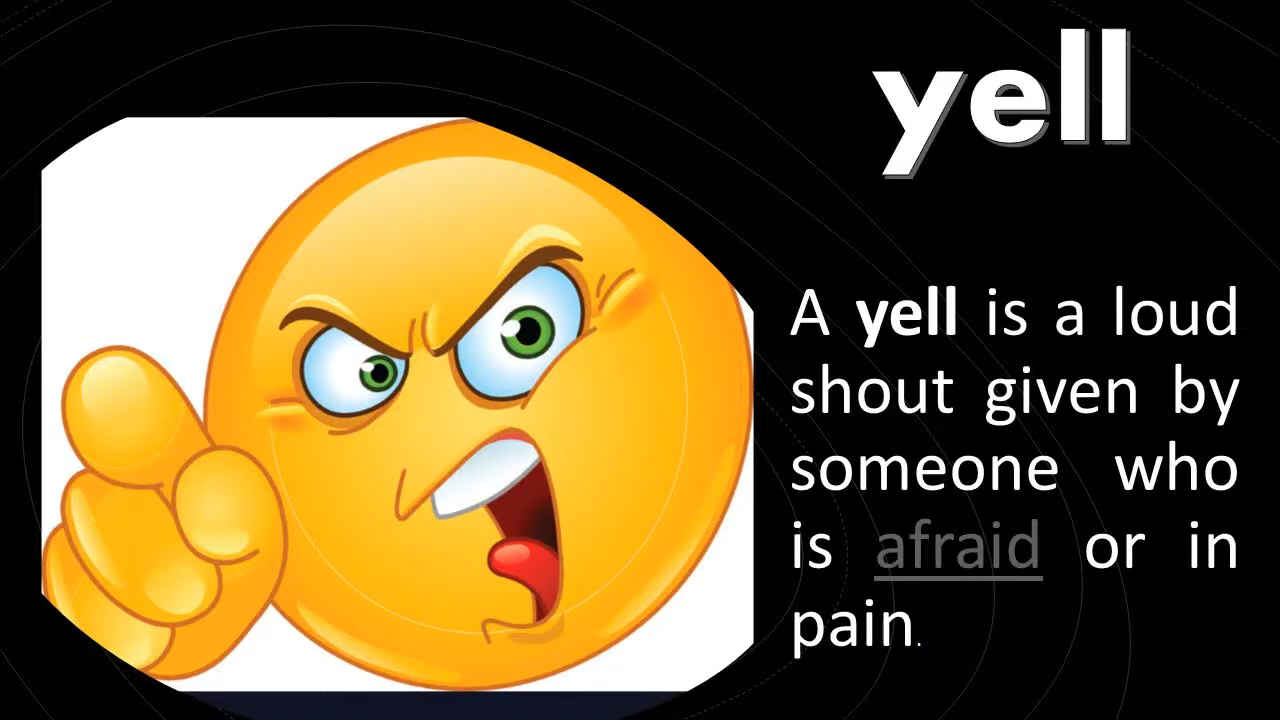 yell
A yell is a loud
shout given by
someone who
is afraid or in
pain.